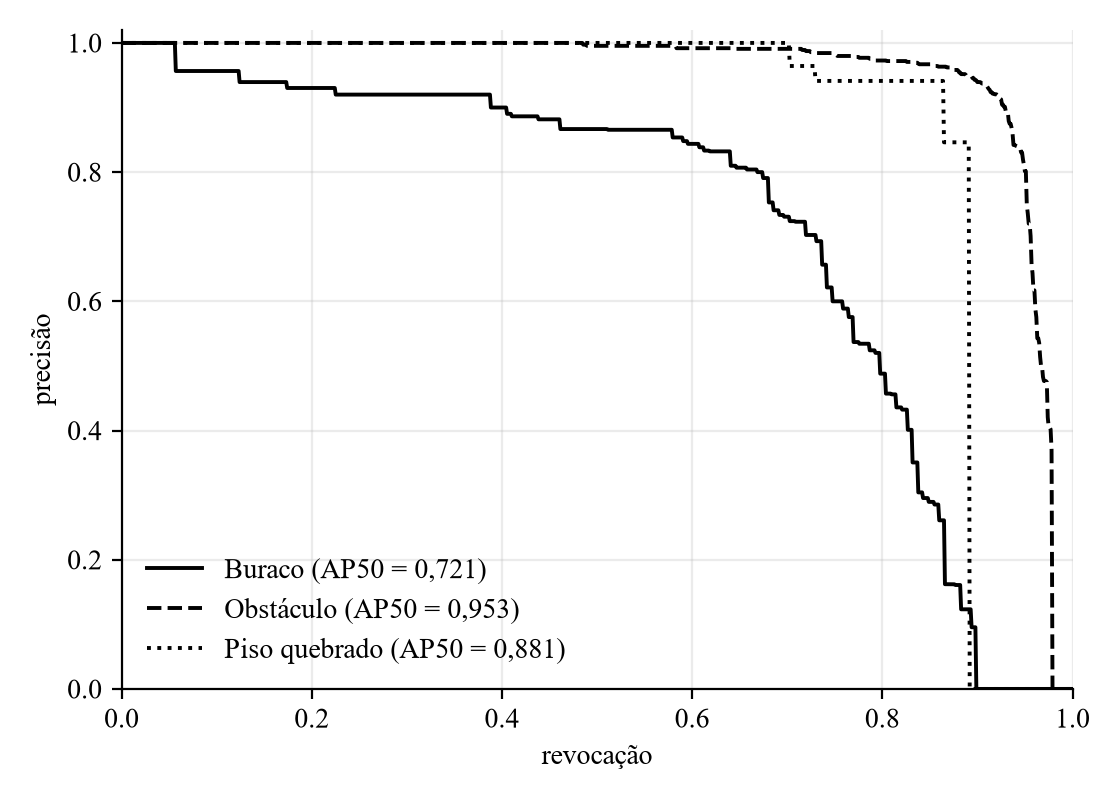 1.0
0.8
0.6
0.4
0.2
0.0
precisão
Buraco (AP50 = 0,721)
Obstáculo (AP50 = 0,953)
Piso quebrado (AP50 = 0,881)
0.0 0.2 0.4 0.6 0.8 1.0
revocação